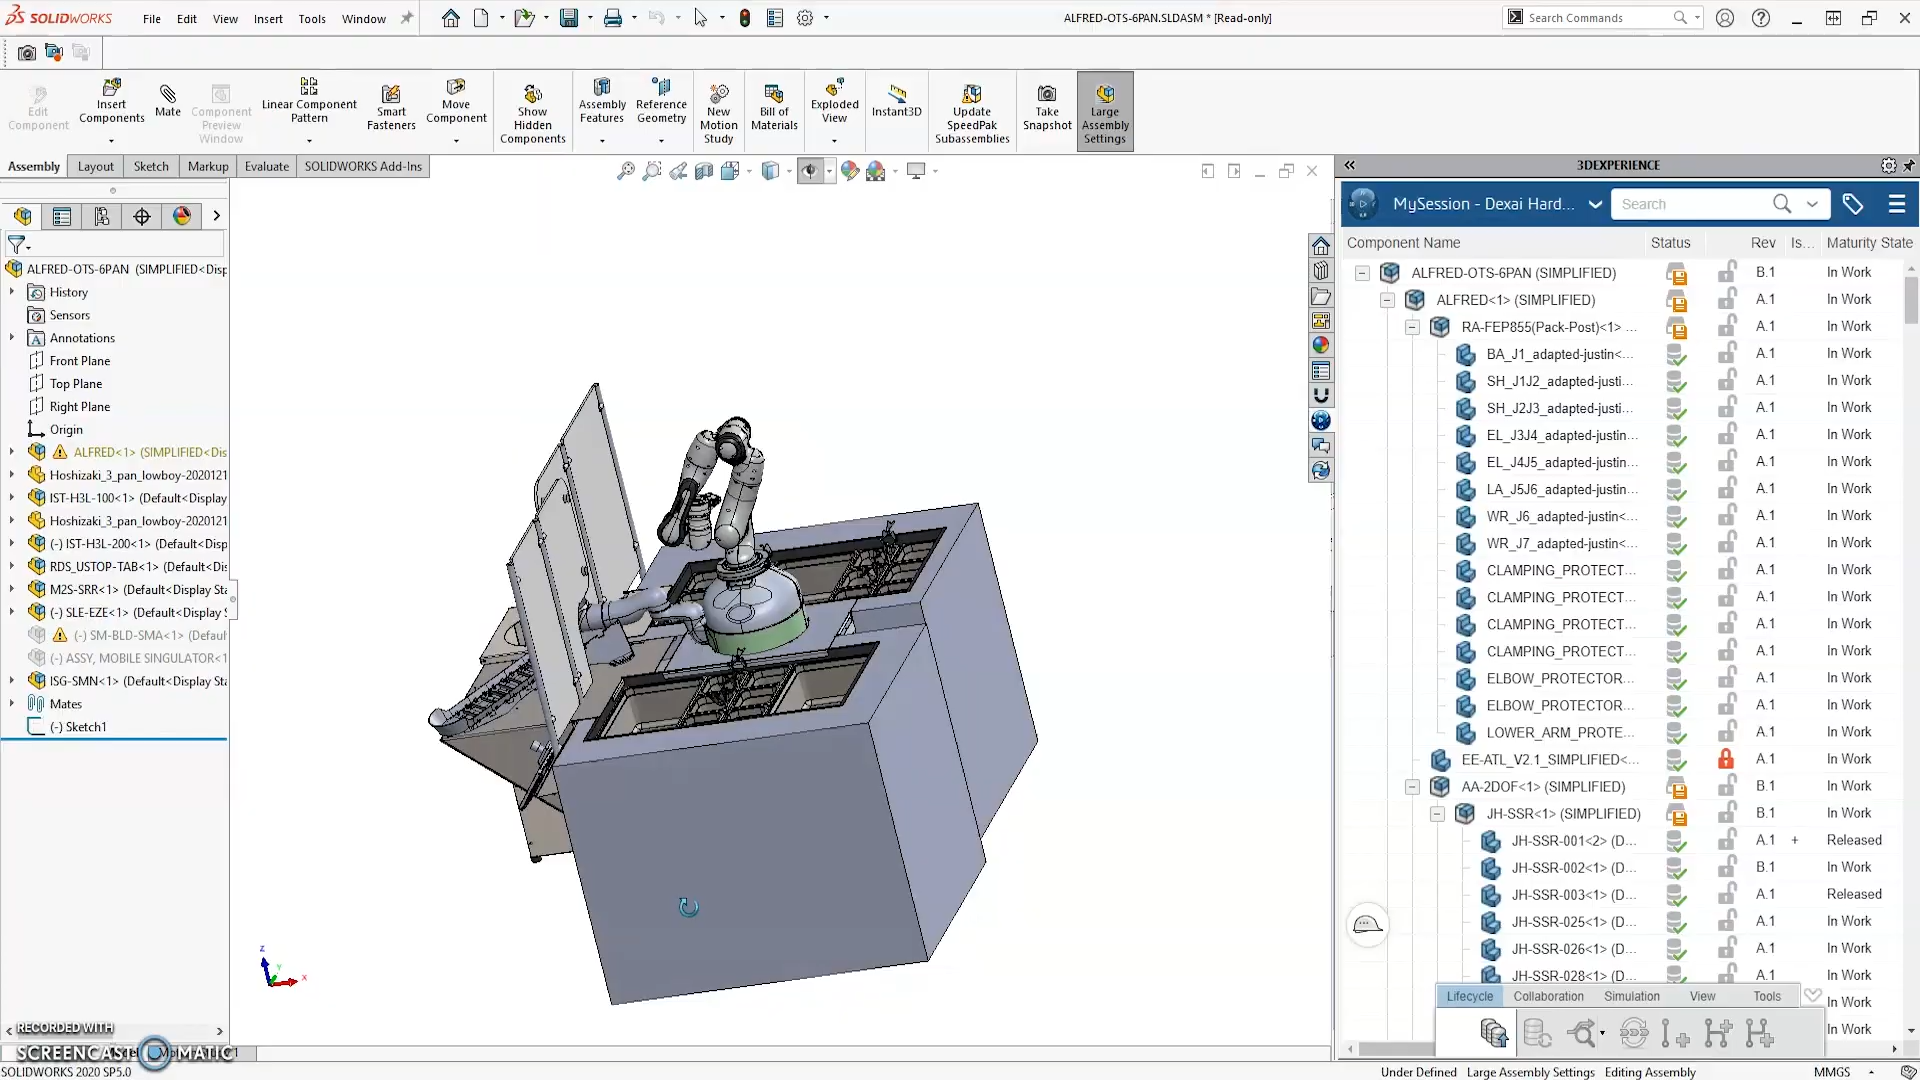 SOLIDWORKS File Edit View Insert Tools Window
ALFRED-OTS-6PAN.SLDASM * [Read-only]
Search Commands
Edit Component
Insert Components
Mate
Component Preview Window
Linear Component Pattern
Smart Fasteners
Move Component
Show Hidden Components
Assembly Features
Reference Geometry
New Motion Study
Bill of Materials
Exploded View
Instant3D
Update SpeedPak Subassemblies
Take Snapshot
Large Assembly Settings
Assembly Layout Sketch Markup Evaluate SOLIDWORKS Add-Ins
ALFRED-OTS-6PAN (SIMPLIFIED<Disp
History
Sensors
Annotations
Front Plane
Top Plane
Right Plane
Origin
ALFRED<1> (SIMPLIFIED<Dis
Hoshizaki_3_pan_lowboy-2020121
IST-H3L-100<1> (Default<Display
Hoshizaki_3_pan_lowboy-2020121
(-) IST-H3L-200<1> (Default<Disp
RDS_USTOP-TAB<1> (Default<Di
M2S-SRR<1> (Default<Display Sta
(-) SLE-EZE<1> (Default<Display S
(-) SM-BLD-SMA<1> (Defaul
(-) ASSY, MOBILE SINGULATOR<1
ISG-SMN<1> (Default<Display Sta
Mates
(-) Sketch1
z
y
x
3DEXPERIENCE
MySession - Dexai Hard...
Search
Component Name Status Rev Is... Maturity State
ALFRED-OTS-6PAN (SIMPLIFIED) B.1 In Work
ALFRED<1> (SIMPLIFIED) A.1 In Work
RA-FEP855(Pack-Post)<1> ... A.1 In Work
BA_J1_adapted-justin<... A.1 In Work
SH_J1J2_adapted-justi... A.1 In Work
SH_J2J3_adapted-justi... A.1 In Work
EL_J3J4_adapted-justin... A.1 In Work
EL_J4J5_adapted-justin... A.1 In Work
LA_J5J6_adapted-justin... A.1 In Work
WR_J6_adapted-justin<... A.1 In Work
WR_J7_adapted-justin<... A.1 In Work
CLAMPING_PROTECT... A.1 In Work
CLAMPING_PROTECT... A.1 In Work
CLAMPING_PROTECT... A.1 In Work
CLAMPING_PROTECT... A.1 In Work
ELBOW_PROTECTOR... A.1 In Work
ELBOW_PROTECTOR... A.1 In Work
LOWER_ARM_PROTE... A.1 In Work
EE-ATL_V2.1_SIMPLIFIED<... A.1 In Work
AA-2DOF<1> (SIMPLIFIED) B.1 In Work
JH-SSR<1> (SIMPLIFIED) B.1 In Work
JH-SSR-001<2> (D... A.1 + Released
JH-SSR-002<1> (D... B.1 In Work
JH-SSR-003<1> (D... A.1 Released
JH-SSR-025<1> (D... A.1 In Work
JH-SSR-026<1> (D... A.1 In Work
JH-SSR-028<1> (D... A.1 In Work
In Work
In Work
Lifecycle Collaboration Simulation View Tools
RECORDED WITH
SCREENCAST MATIC
SOLIDWORKS 2020 SP5.0
Under Defined Large Assembly Settings Editing Assembly MMGS